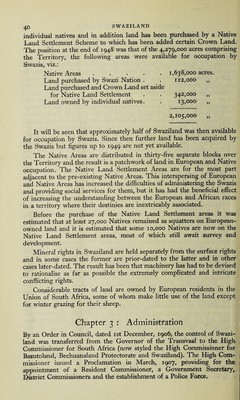 40 SWAZILAND
individual natives and in addition land has been purchased by a Native
Land Settlement Scheme to which has been added certain Crown Land.
The position at the end of 1948 was that of the 4,279,000 acres comprising
the Territory, the following areas were available for occupation by
Swazis, viz.:
Native Areas . . . 1,638,000 acres.
Land purchased by Swazi Nation . 112,000 ,,
Land purchased and Crown Land set aside
for Native Land Settlement . . 342,000 ,,
Land owned by individual natives . . 13,000 ,,
2,105,000 ,,
It will be seen that approximately half of Swaziland was then available
for occupation by Swazis. Since then further land has been acquired by
the Swazis but figures up to 1949 are not yet available.
The Native Areas are distributed in thirty-five separate blocks over
the Territory and the result is a patchwork of land in European and Native
occupation. The Native Land Settlement Areas are for the most part
adjacent to the pre-existing Native Areas. This interspersing of European
and Native Areas has increased the difficulties of administering the Swazis
and providing social services for them, but it has had the beneficial effect
of increasing the understanding between the European and African races
in a territory where their destinies are inextricably associated.
Before the purchase of the Native Land Settlement areas it was
estimated that at least 27,000 Natives remained as squatters on European-
owned land and it is estimated that some 10,000 Natives are now on the
Native Land Settlement areas, most of which still await survey and
development.
Mineral rights in Swaziland are held separately from the surface rights
and in some cases the former are prior-dated to the latter and in other
cases later-dated. The result has been that machinery has had to be devised
to rationalise as far as possible the extremely complicated and intricate
conflicting rights.
Considerable tracts of land are owned by European residents in the
Union of South Africa, some of whom make little use of the land except
for winter grazing for their sheep.
Chapter 3 : Administration
By an Order in Council, dated 1st December, 1906, the control of Swazi-
land was transferred from the Governor of the Transvaal to the High
Commissioner for South Africa (now styled High Commissioner for
Basutoland, Bechuanaland Protectorate and Swaziland). The High Com-
missioner issued a Proclamation in March, 1907, providing for the
appointment of a Resident Commissioner, a Government Secretary,
District Commissioners and the establishment of a Police Force.